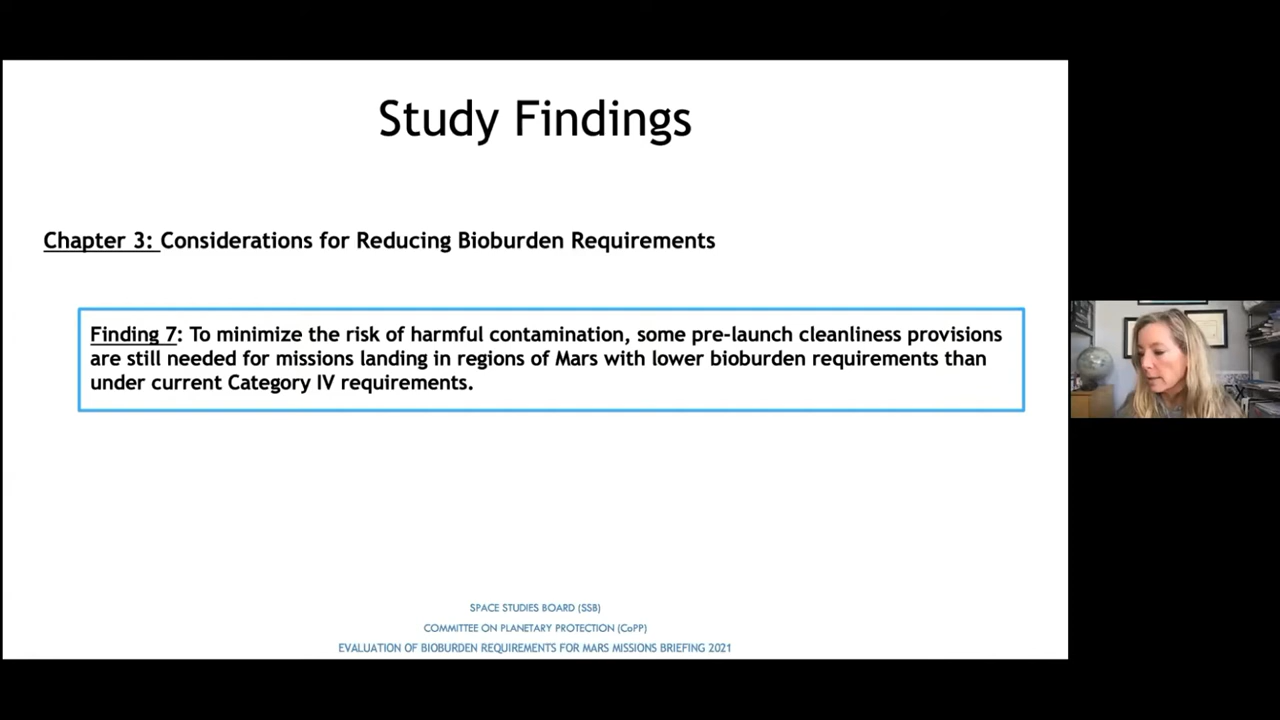 Study Findings
Chapter 3: Considerations for Reducing Bioburden Requirements
Finding 7: To minimize the risk of harmful contamination, some pre-launch cleanliness provisions
are still needed for missions landing in regions of Mars with lower bioburden requirements than
under current Category IV requirements.
SPACE STUDIES BOARD (SSB)
COMMITTEE ON PLANETARY PROTECTION (CoPP)
EVALUATION OF BIOBURDEN REQUIREMENTS FOR MARS MISSIONS BRIEFING 2021